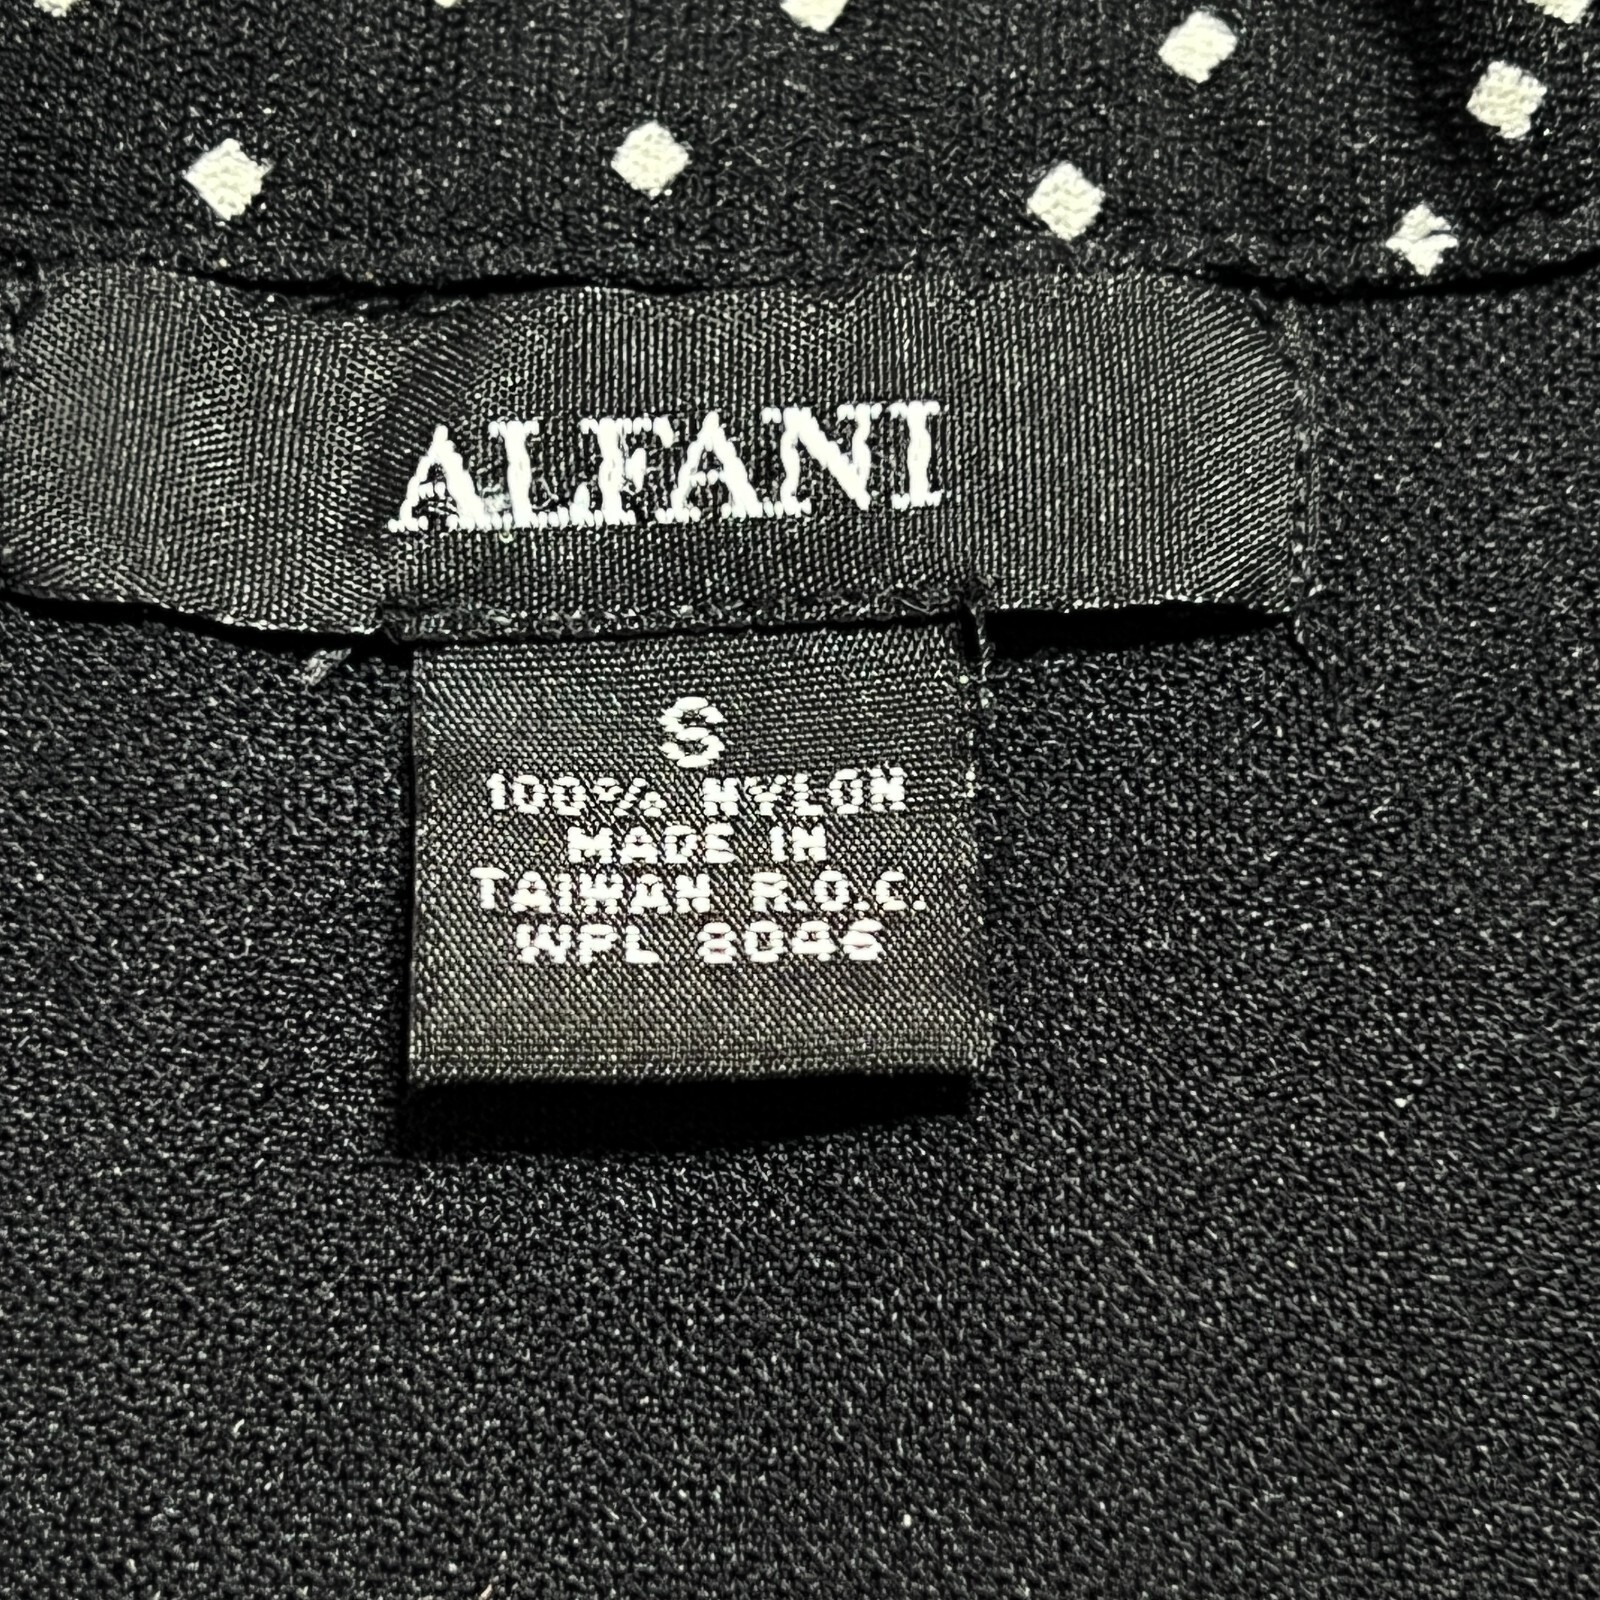 ALFANI
S
100% NYLON
MADE IN
TAIWAN R.O.C.
WPL 8046